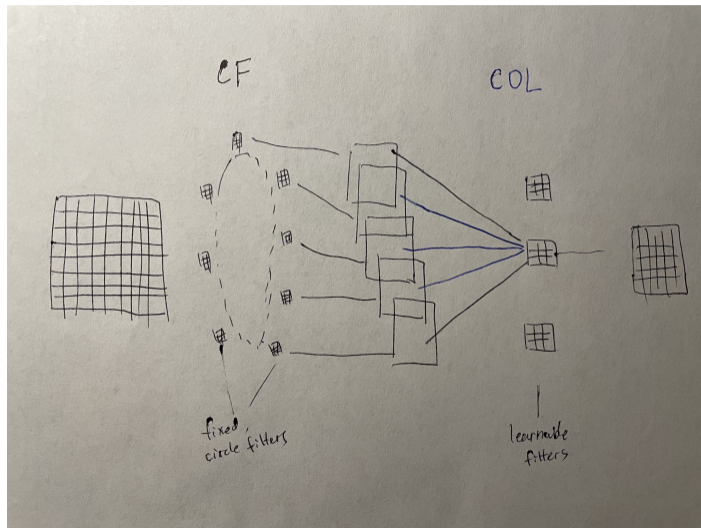 CF
COL
fixed
circle filters
learnable
filters